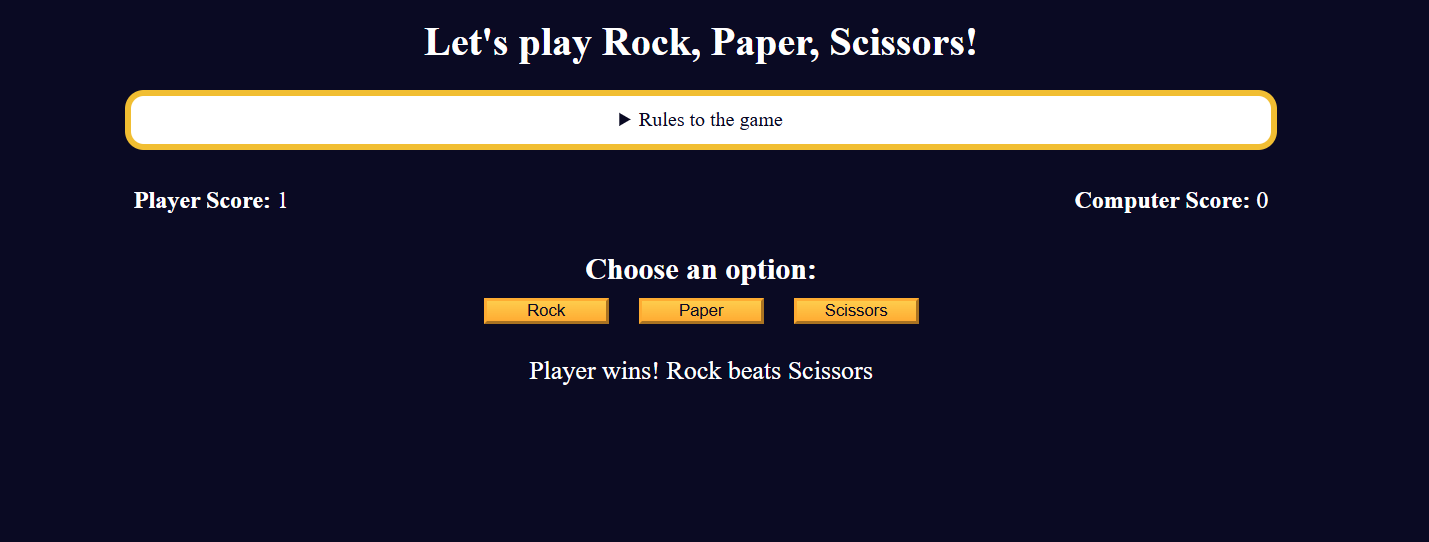 Let's play Rock, Paper, Scissors!
▶ Rules to the game
Player Score: 1 Computer Score: 0
Choose an option:
Rock Paper Scissors
Player wins! Rock beats Scissors